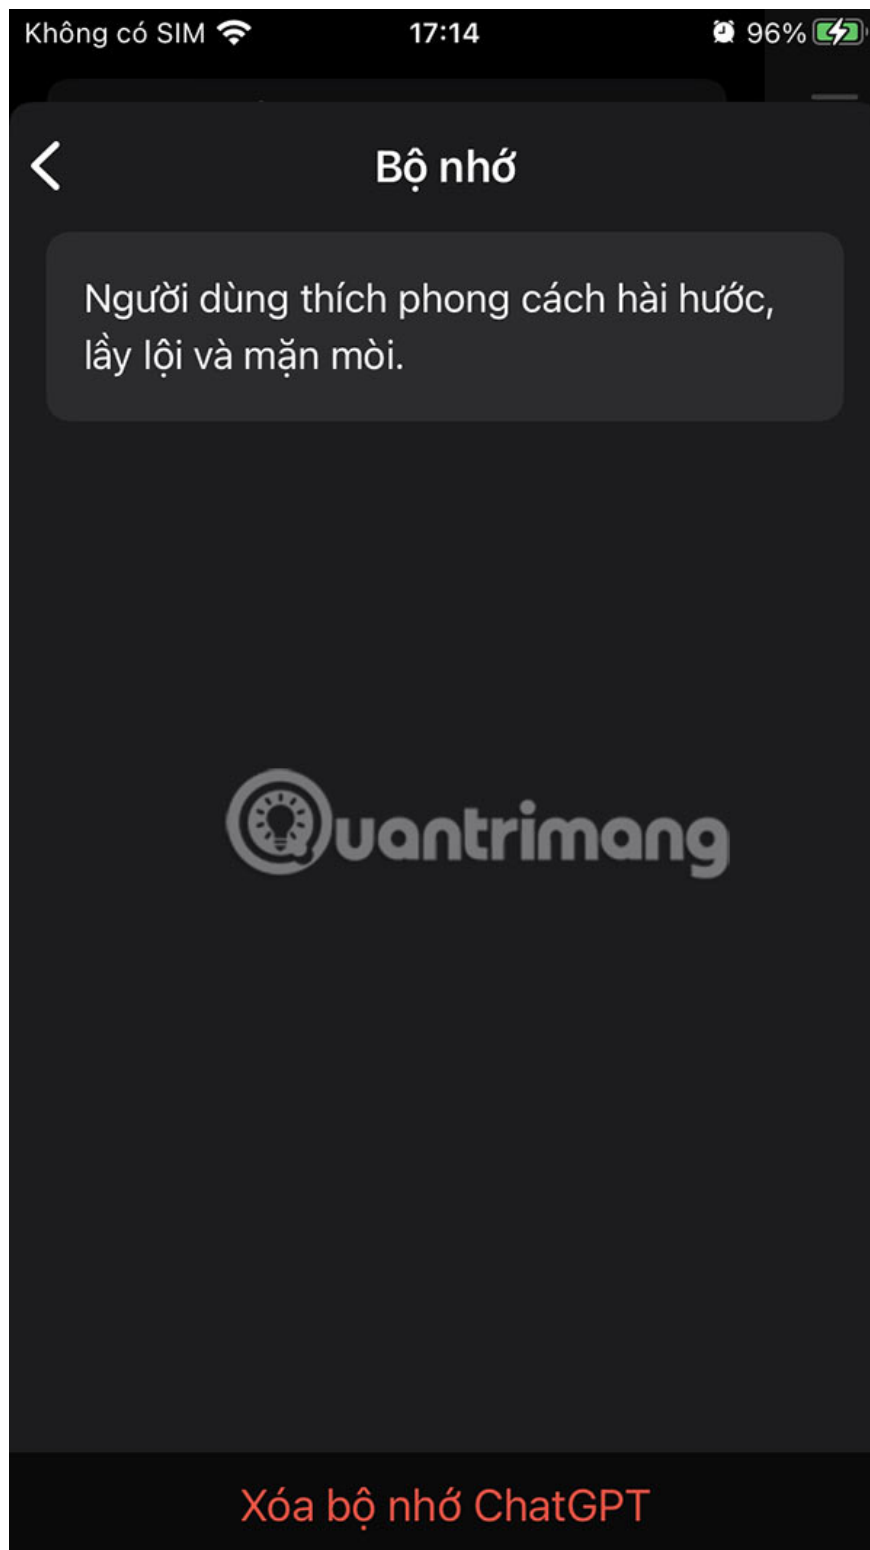 Không có SIM 17:14 96%
Bộ nhớ
Người dùng thích phong cách hài hước,
lầy lội và mặn mòi.
Quantrimang
Xóa bộ nhớ ChatGPT